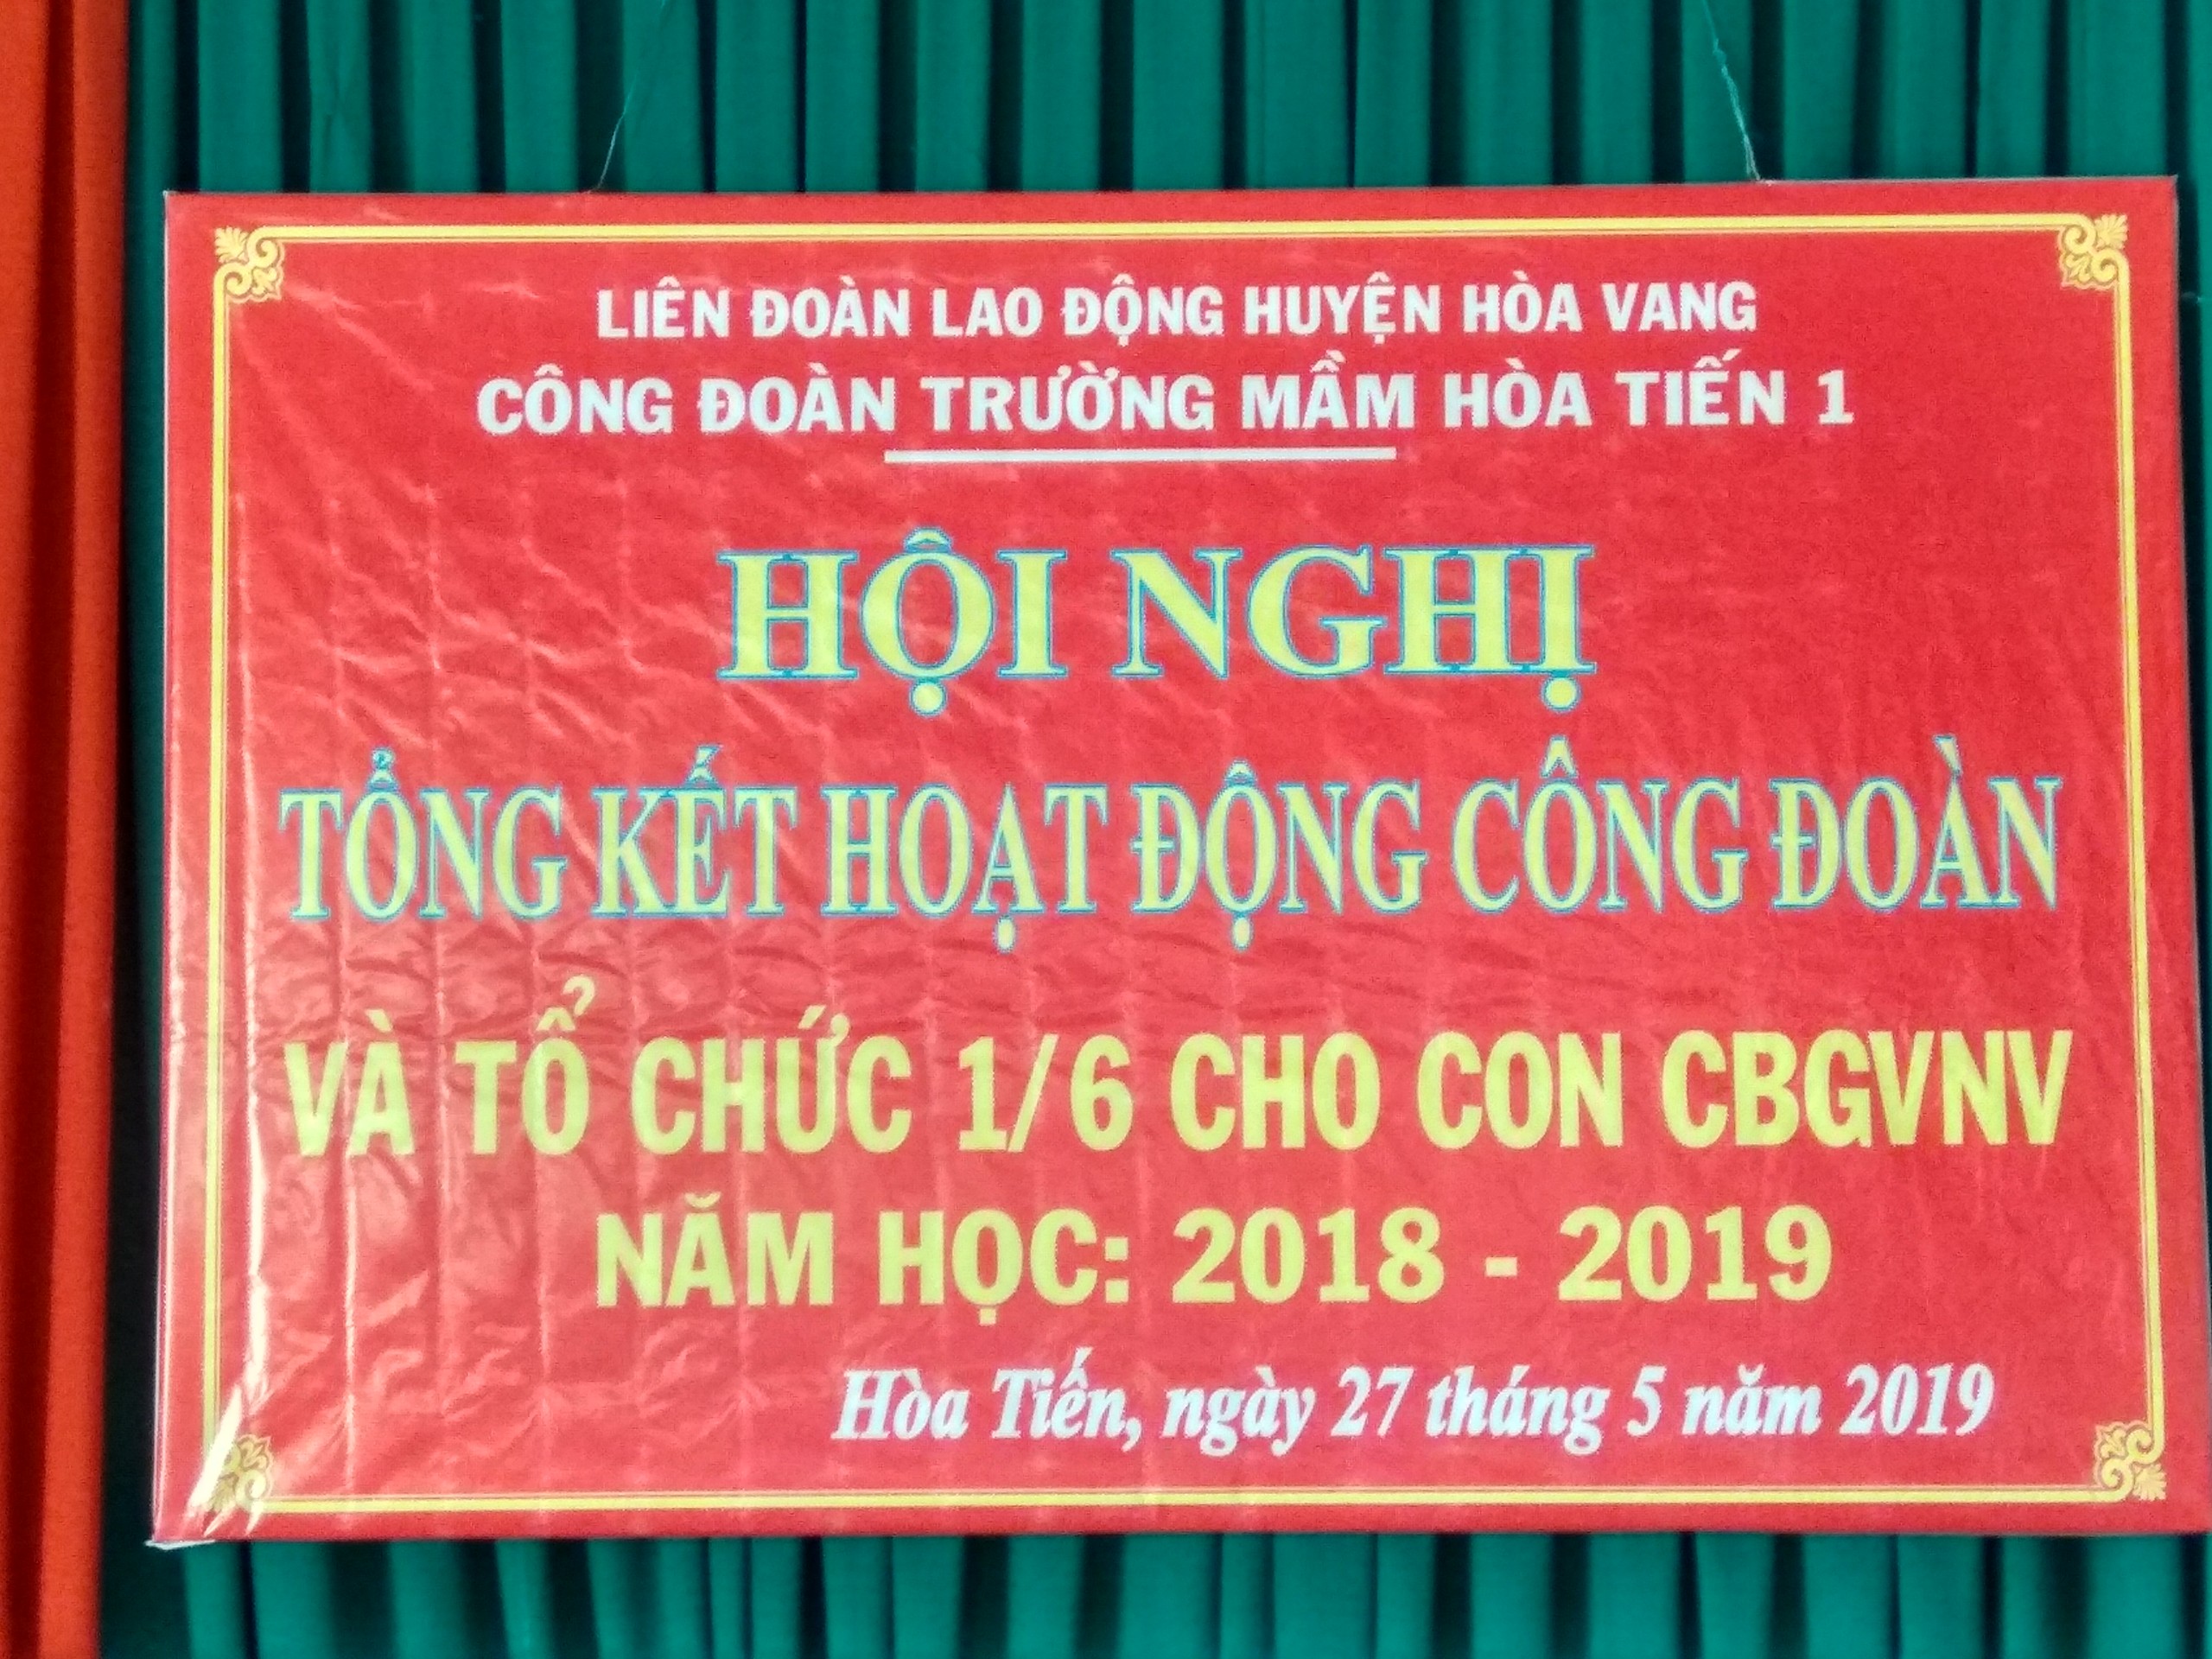 LIÊN ĐOÀN LAO ĐỘNG HUYỆN HÒA VANG
CÔNG ĐOÀN TRƯỜNG MẦM HÒA TIẾN 1
HỘI NGHỊ
TỔNG KẾT HOẠT ĐỘNG CÔNG ĐOÀN
VÀ TỔ CHỨC 1/6 CHO CON CBGVNV
NĂM HỌC: 2018 - 2019
Hòa Tiến, ngày 27 tháng 5 năm 2019